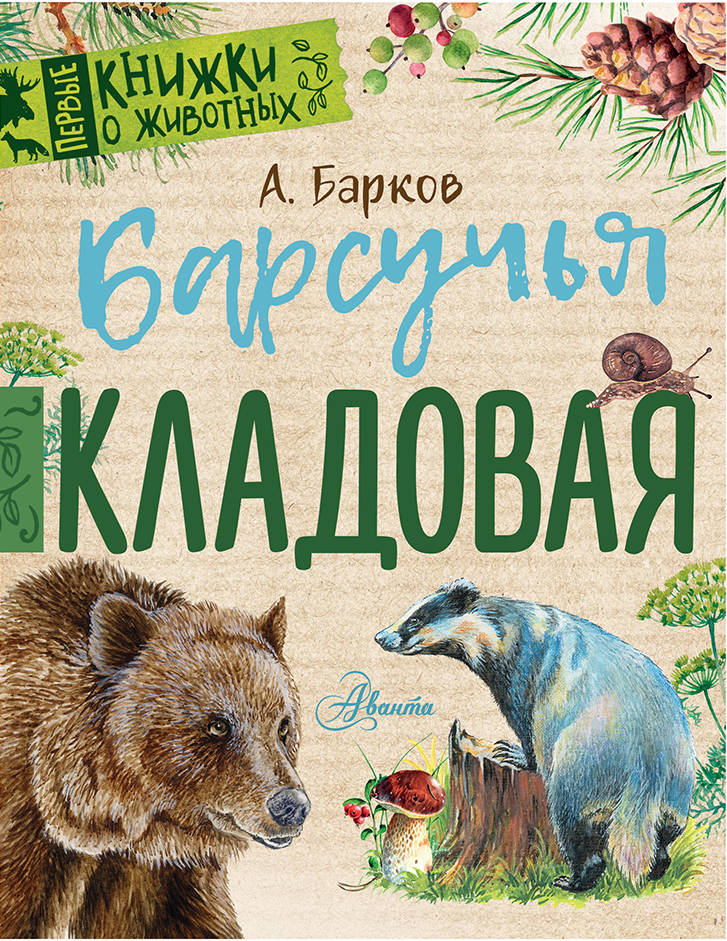 ПЕРВЫЕ
КНИЖКИ
О ЖИВОТНЫХ
А. Барков
Барсучья
КЛАДОВАЯ
Аванта